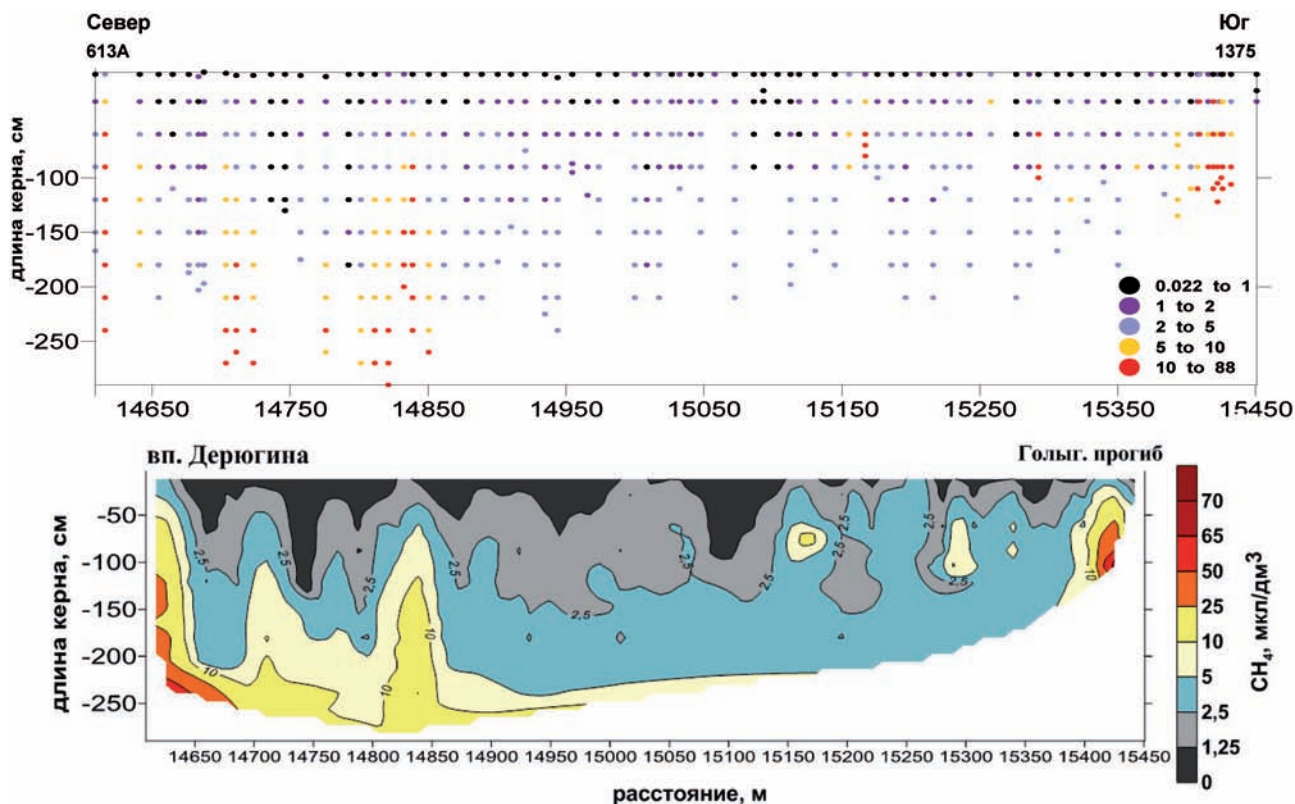 Север Юг
613А 1375
длина керна, см
-100
-150
-200
-250
0.022 to 1
1 to 2
2 to 5
5 to 10
10 to 88
14650 14750 14850 14950 15050 15150 15250 15350 15450
вп. Дерюгина Голыг. прогиб
длина керна, см
-50
-100
-150
-200
-250
2,5 2,5 2,5 2,5 2,5 2,5 2,5 2,5 2,5
10 10 10 10
14650 14700 14750 14800 14850 14900 14950 15000 15050 15100 15150 15200 15250 15300 15350 15400 15450
расстояние, м
70
65
50
25
10
5
2,5
1,25
0
CH₄, мкл/дм³